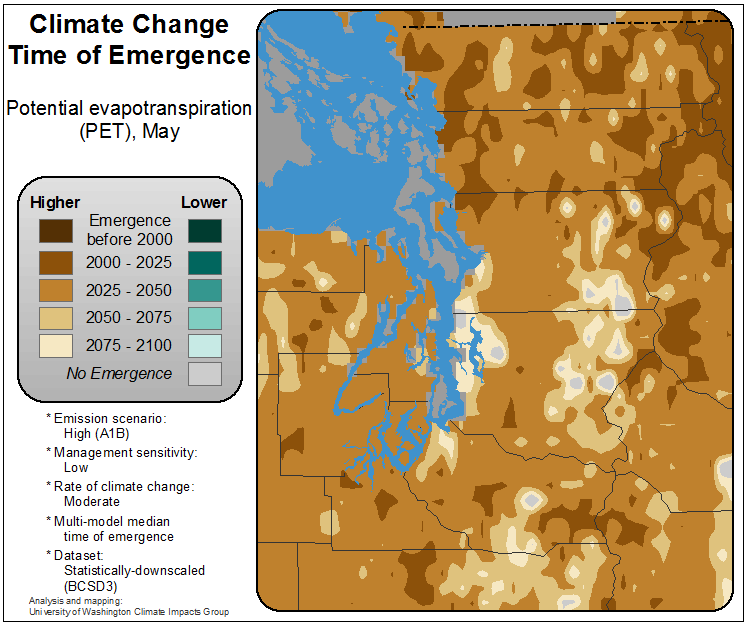 Climate Change
Time of Emergence
Potential evapotranspiration
(PET), May
Higher Lower
Emergence
before 2000
2000 - 2025
2025 - 2050
2050 - 2075
2075 - 2100
No Emergence
* Emission scenario:
High (A1B)
* Management sensitivity:
Low
* Rate of climate change:
Moderate
* Multi-model median
time of emergence
* Dataset:
Statistically-downscaled
(BCSD3)
Analysis and mapping:
University of Washington Climate Impacts Group